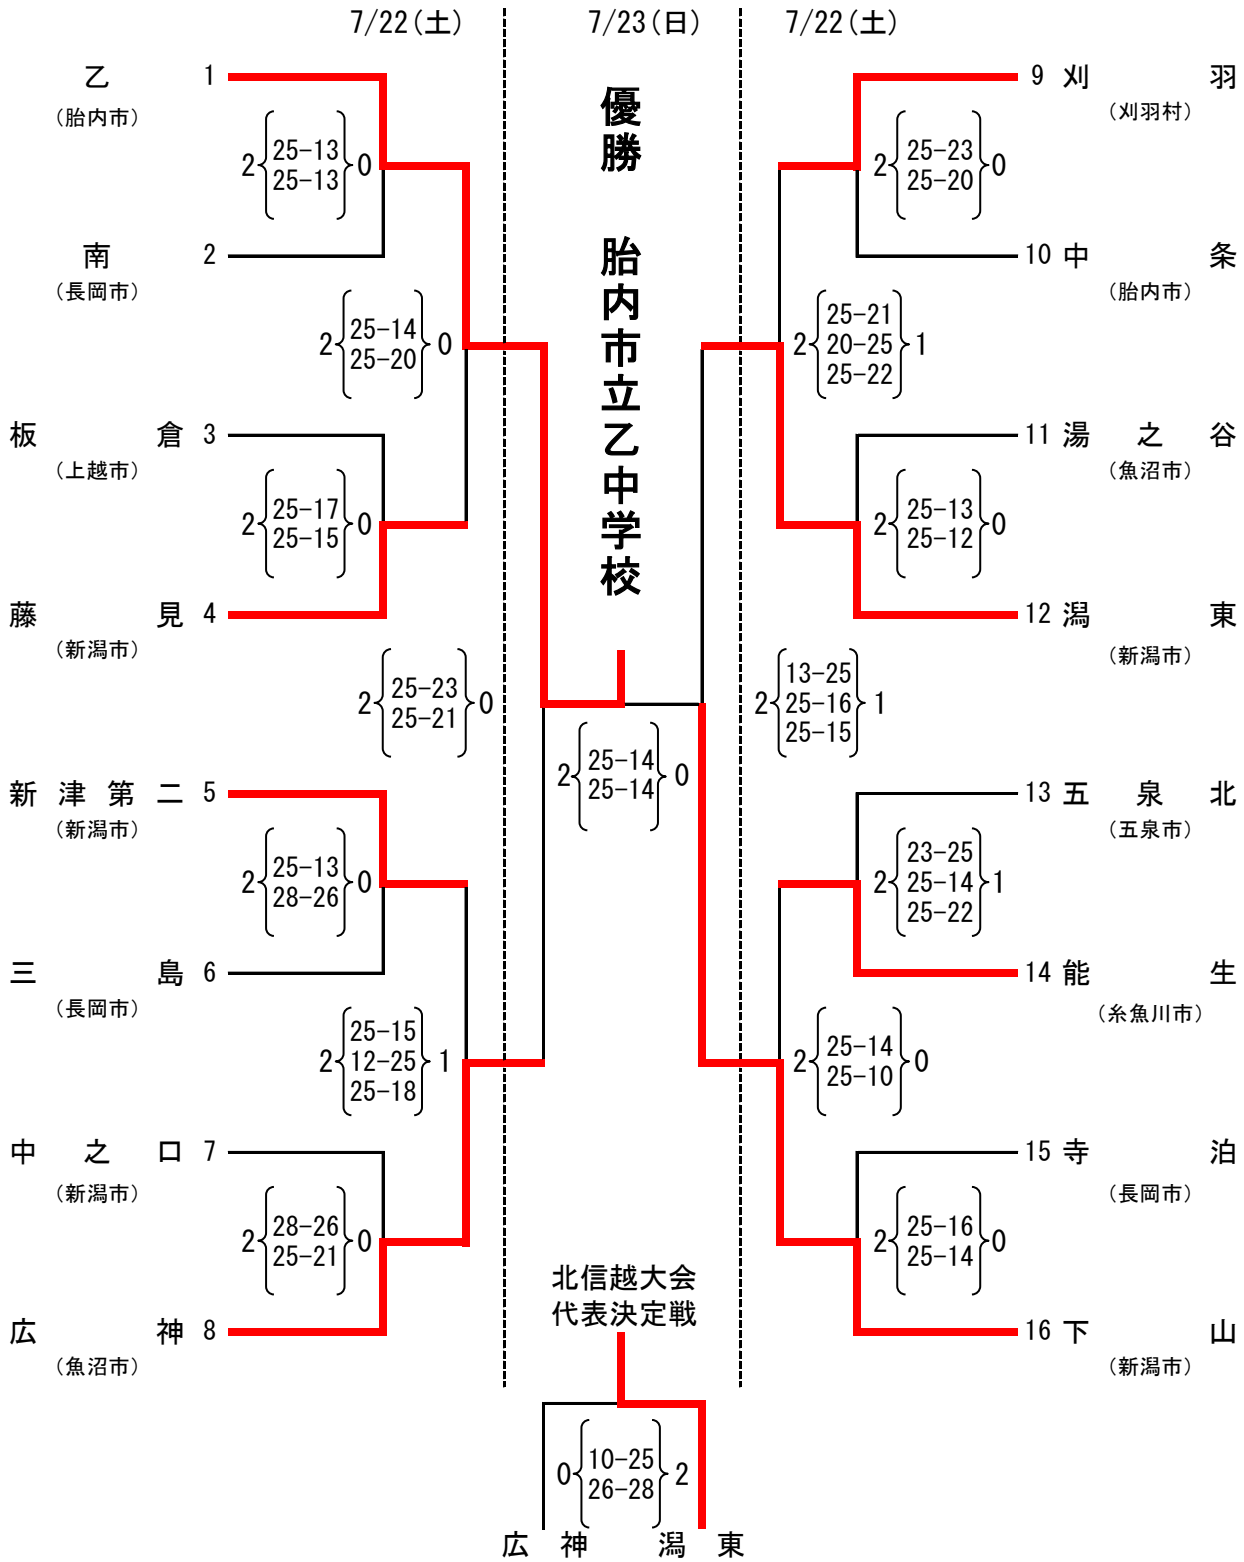 7/22(土)
7/23(日)
7/22(土)
優勝 胎内市立乙中学校
乙 1
(胎内市)
2 25-13 0
25-13
南 2
(長岡市)
2 25-14 0
25-20
板倉 3
(上越市)
2 25-17 0
25-15
藤見 4
(新潟市)
2 25-23 0
25-21
新津第二 5
(新潟市)
2 25-13 0
28-26
三島 6
(長岡市)
25-15
2 12-25 1
25-18
中之口 7
(新潟市)
2 28-26 0
25-21
広神 8
(魚沼市)
2 25-14 0
25-14
9 刈羽
(刈羽村)
2 25-23 0
25-20
10 中条
(胎内市)
25-21
2 20-25 1
25-22
11 湯之谷
(魚沼市)
2 25-13 0
25-12
12 潟東
(新潟市)
13-25
2 25-16 1
25-15
13 五泉北
(五泉市)
23-25
2 25-14 1
25-22
14 能生
(糸魚川市)
2 25-14 0
25-10
15 寺泊
(長岡市)
2 25-16 0
25-14
16 下山
(新潟市)
北信越大会
代表決定戦
0 10-25 2
26-28
広神 潟東